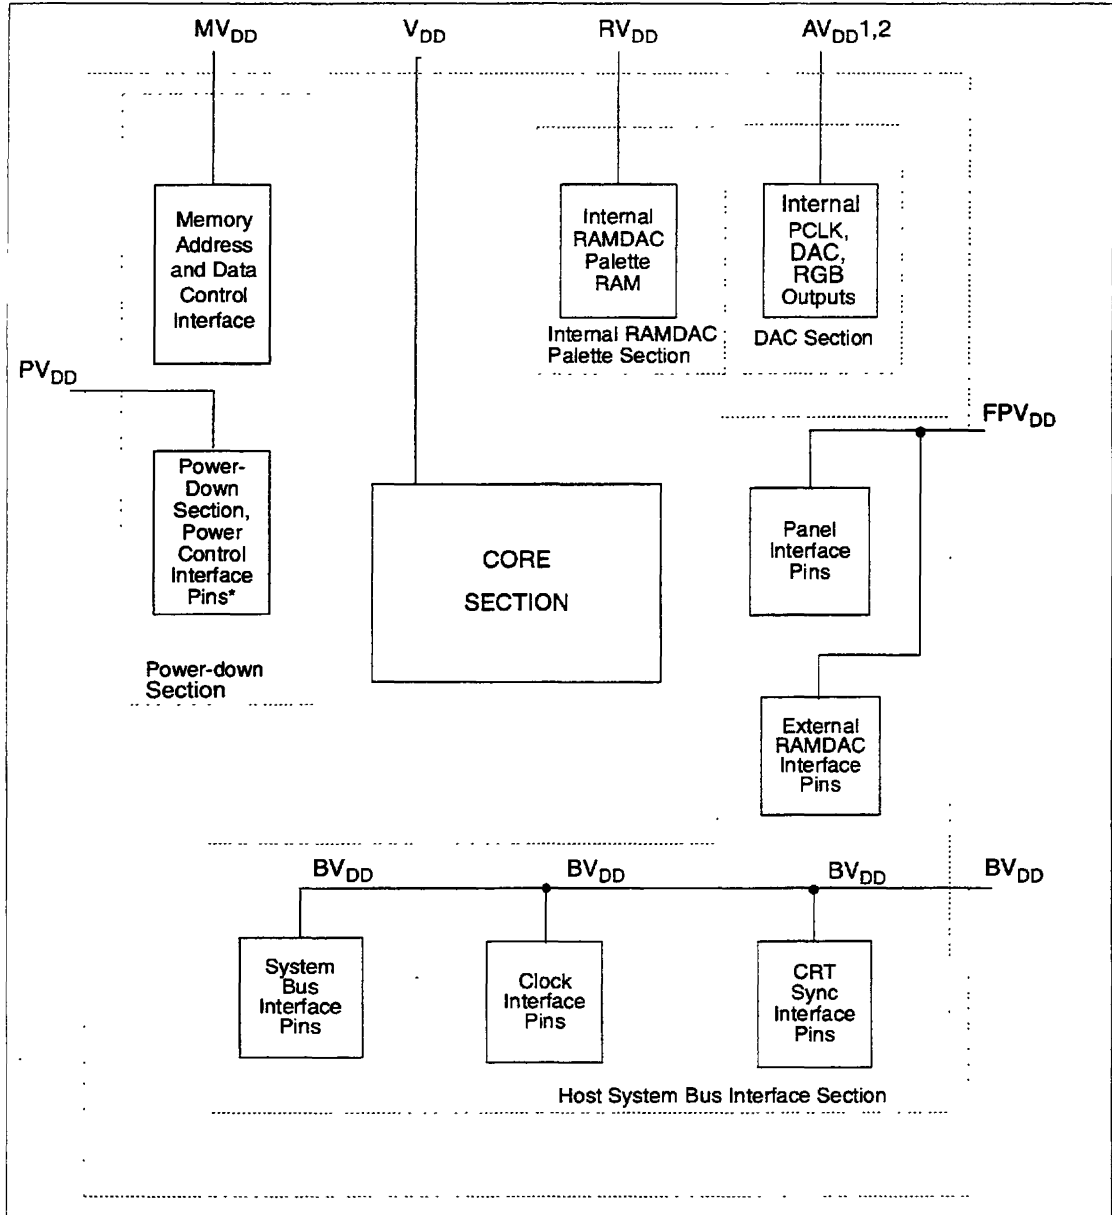 MVDD VDD RVDD AVDD1,2
Memory
Address
and Data
Control
Interface
Internal
RAMDAC
Palette
RAM
Internal RAMDAC
Palette Section
Internal
PCLK,
DAC,
RGB
Outputs
DAC Section
PVDD
FPVDD
Power-
Down
Section,
Power
Control
Interface
Pins*
Power-down
Section
CORE
SECTION
Panel
Interface
Pins
External
RAMDAC
Interface
Pins
BVDD BVDD BVDD BVDD
System
Bus
Interface
Pins
Clock
Interface
Pins
CRT
Sync
Interface
Pins
Host System Bus Interface Section